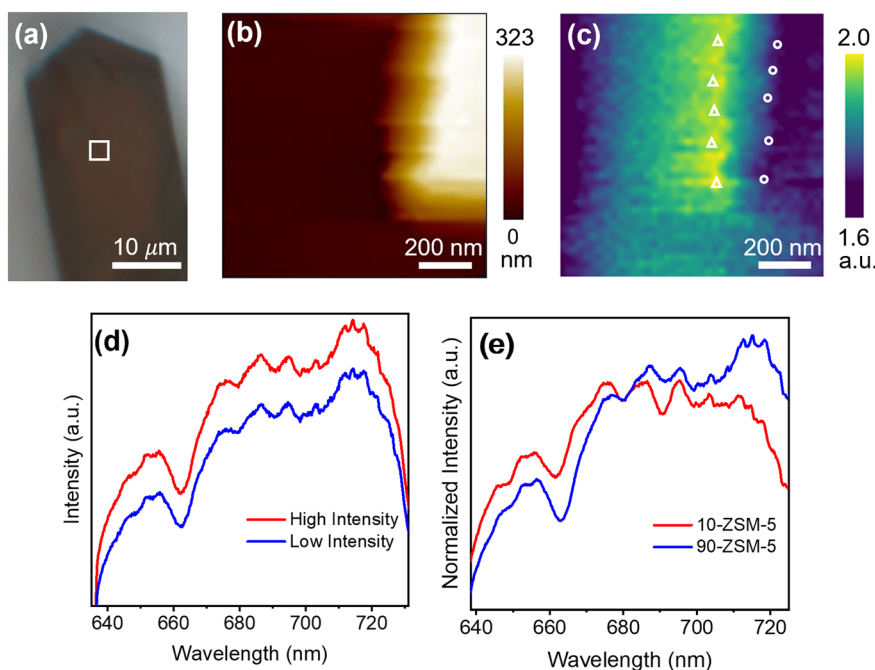 (a)
10 μm
(b)
200 nm
323
0
nm
(c)
200 nm
2.0
1.6
a.u.
(d)
Intensity (a.u.)
High Intensity
Low Intensity
640 660 680 700 720
Wavelength (nm)
(e)
Normalized Intensity (a.u.)
10-ZSM-5
90-ZSM-5
640 660 680 700 720
Wavelength (nm)